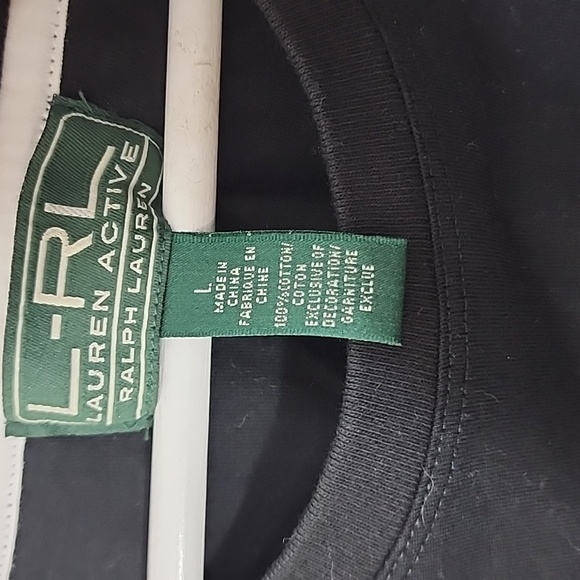 L-RL
LAUREN ACTIVE
RALPH LAUREN
L
MADE IN
CHINA
FABRIQUE EN
CHINE
100% COTTON/
COTON
EXCLUSIVE OF
DECORATION/
GARNITURE
EXCLUE